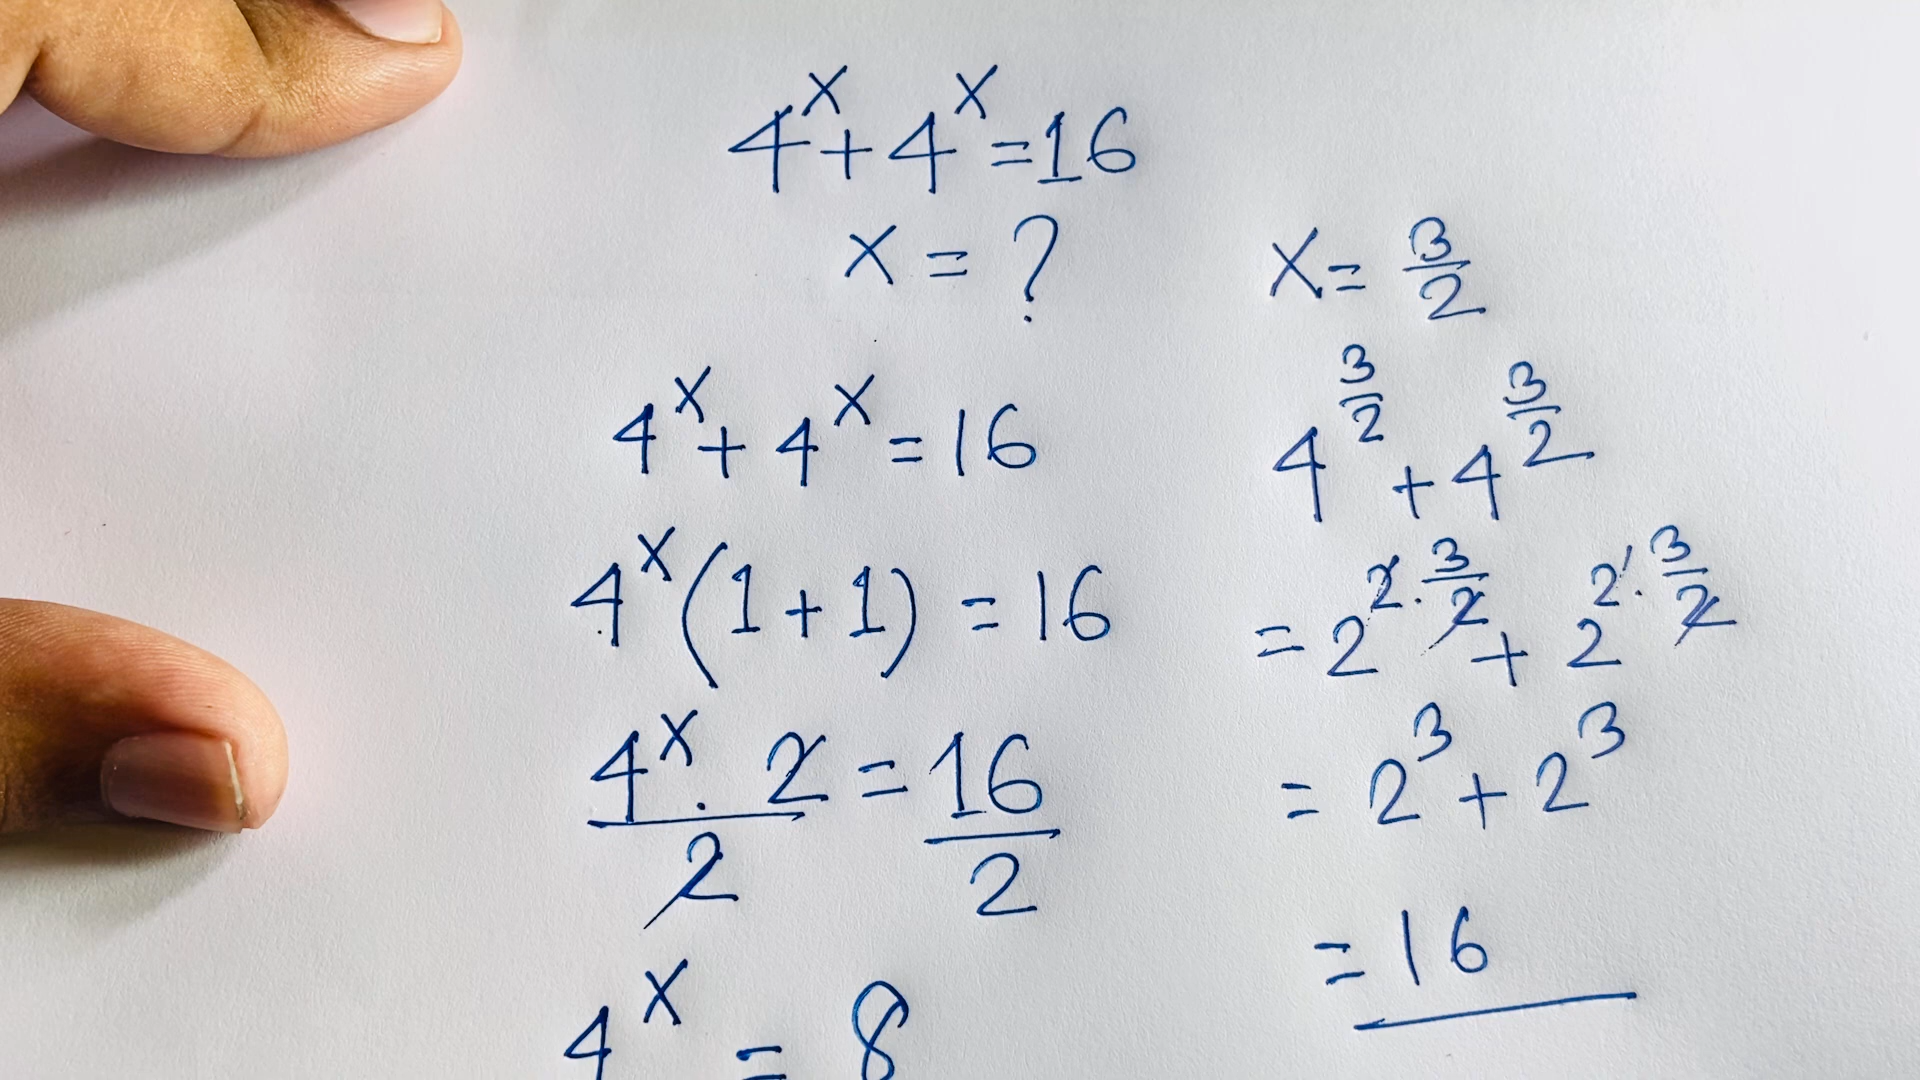 4^x + 4^x = 16
x = ?
4^x + 4^x = 16
4^x (1 + 1) = 16
4^x . 2 / 2 = 16 / 2
4^x = 8
x = 3/2
4^(3/2) + 4^(3/2)
= 2^(2 . 3/2) + 2^(2' . 3/2)
= 2^3 + 2^3
= 16